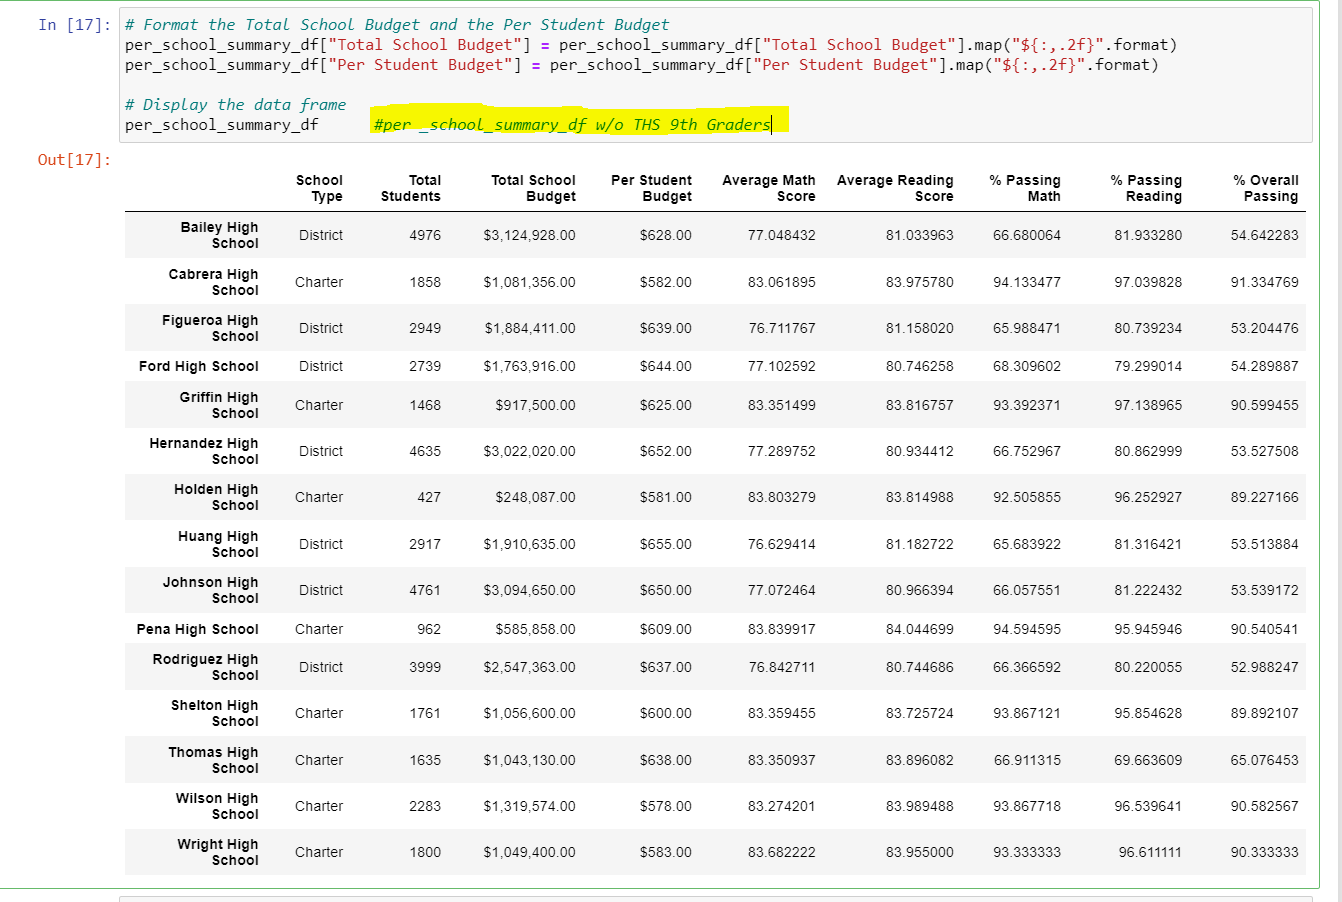 In [17]: # Format the Total School Budget and the Per Student Budget
per_school_summary_df["Total School Budget"] = per_school_summary_df["Total School Budget"].map("${:,.2f}".format)
per_school_summary_df["Per Student Budget"] = per_school_summary_df["Per Student Budget"].map("${:,.2f}".format)
# Display the data frame
per_school_summary_df #per _school_summary_df w/o THS 9th Graders
Out[17]:
School Type Total Students Total School Budget Per Student Budget Average Math Score Average Reading Score % Passing Math % Passing Reading % Overall Passing
Bailey High School District 4976 $3,124,928.00 $628.00 77.048432 81.033963 66.680064 81.933280 54.642283
Cabrera High School Charter 1858 $1,081,356.00 $582.00 83.061895 83.975780 94.133477 97.039828 91.334769
Figueroa High School District 2949 $1,884,411.00 $639.00 76.711767 81.158020 65.988471 80.739234 53.204476
Ford High School District 2739 $1,763,916.00 $644.00 77.102592 80.746258 68.309602 79.299014 54.289887
Griffin High School Charter 1468 $917,500.00 $625.00 83.351499 83.816757 93.392371 97.138965 90.599455
Hernandez High School District 4635 $3,022,020.00 $652.00 77.289752 80.934412 66.752967 80.862999 53.527508
Holden High School Charter 427 $248,087.00 $581.00 83.803279 83.814988 92.505855 96.252927 89.227166
Huang High School District 2917 $1,910,635.00 $655.00 76.629414 81.182722 65.683922 81.316421 53.513884
Johnson High School District 4761 $3,094,650.00 $650.00 77.072464 80.966394 66.057551 81.222432 53.539172
Pena High School Charter 962 $585,858.00 $609.00 83.839917 84.044699 94.594595 95.945946 90.540541
Rodriguez High School District 3999 $2,547,363.00 $637.00 76.842711 80.744686 66.366592 80.220055 52.988247
Shelton High School Charter 1761 $1,056,600.00 $600.00 83.359455 83.725724 93.867121 95.854628 89.892107
Thomas High School Charter 1635 $1,043,130.00 $638.00 83.350937 83.896082 66.911315 69.663609 65.076453
Wilson High School Charter 2283 $1,319,574.00 $578.00 83.274201 83.989488 93.867718 96.539641 90.582567
Wright High School Charter 1800 $1,049,400.00 $583.00 83.682222 83.955000 93.333333 96.611111 90.333333